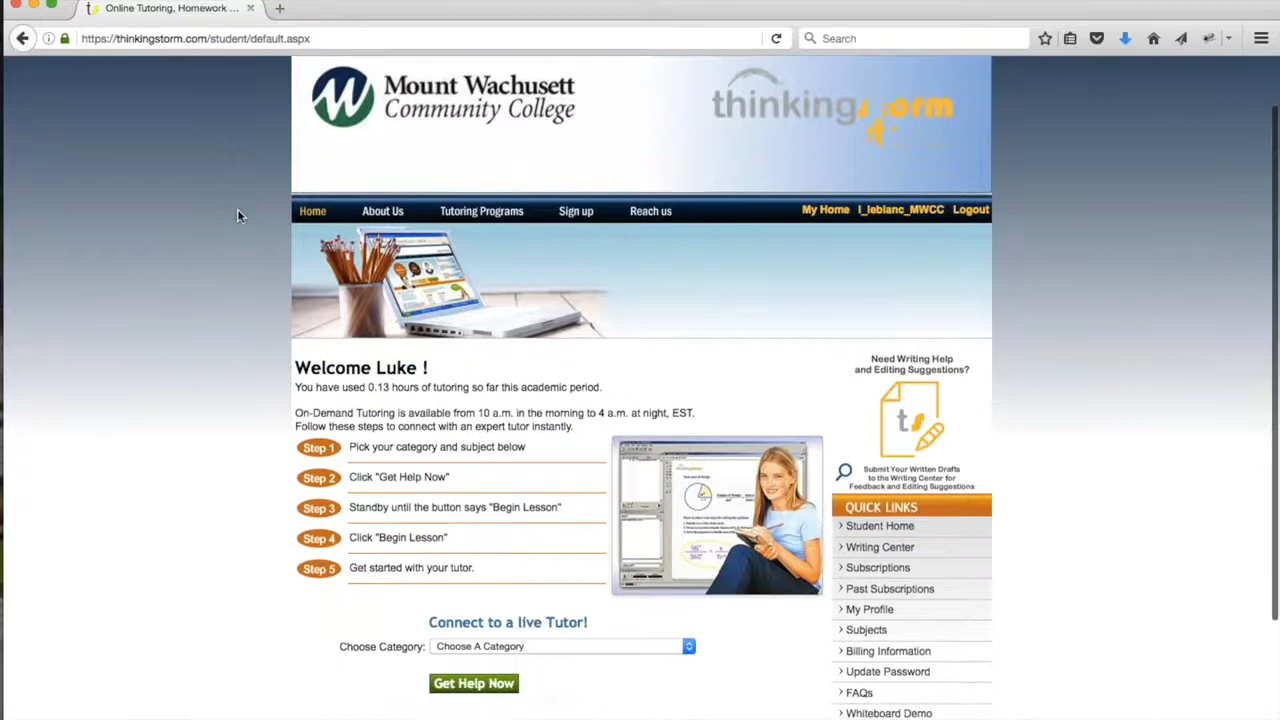 Online Tutoring, Homework ...
https://thinkingstorm.com/student/default.aspx
Search
Mount Wachusett
Community College
thinkingstorm
Home About Us Tutoring Programs Sign up Reach us My Home l_leblanc_MWCC Logout
Welcome Luke !
You have used 0.13 hours of tutoring so far this academic period.
On-Demand Tutoring is available from 10 a.m. in the morning to 4 a.m. at night, EST.
Follow these steps to connect with an expert tutor instantly.
Step 1 Pick your category and subject below
Step 2 Click "Get Help Now"
Step 3 Standby until the button says "Begin Lesson"
Step 4 Click "Begin Lesson"
Step 5 Get started with your tutor.
Connect to a live Tutor!
Choose Category: Choose A Category
Get Help Now
Need Writing Help
and Editing Suggestions?
ts
Submit Your Written Drafts
to the Writing Center for
Feedback and Editing Suggestions
QUICK LINKS
Student Home
Writing Center
Subscriptions
Past Subscriptions
My Profile
Subjects
Billing Information
Update Password
FAQs
Whiteboard Demo